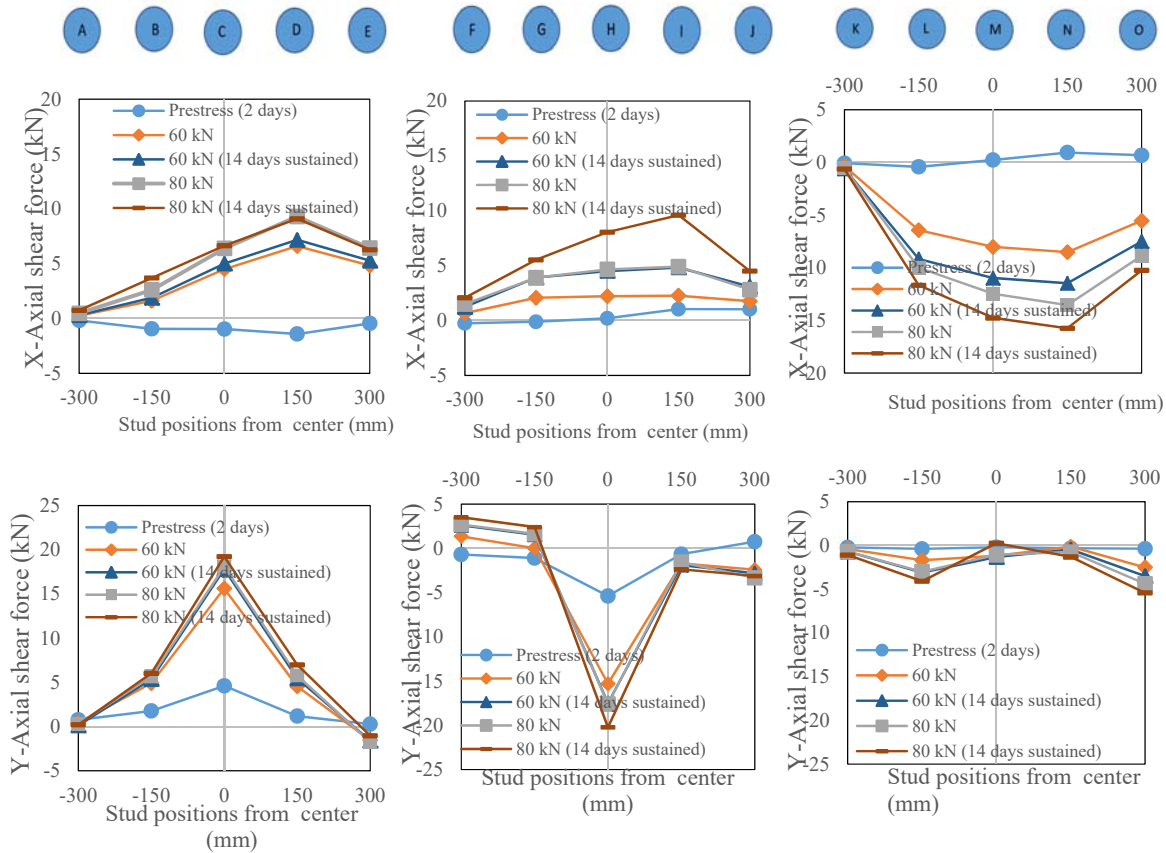 A B C D E F G H I J K L M N O
X-Axial shear force (kN)
20
15
10
5
0
-5
Prestress (2 days)
60 kN
60 kN (14 days sustained)
80 kN
80 kN (14 days sustained)
-300 -150 0 150 300
Stud positions from center (mm)
X-Axial shear force (kN)
20
15
10
5
0
-5
Prestress (2 days)
60 kN
60 kN (14 days sustained)
80 kN
80 kN (14 days sustained)
-300 -150 0 150 300
Stud positions from center (mm)
-300 -150 0 150 300
X-Axial shear force (kN)
5
0
-5
-10
-15
-20
Prestress (2 days)
60 kN
60 kN (14 days sustained)
80 kN
80 kN (14 days sustained)
Y-Axial shear force (kN)
25
20
15
10
5
0
-5
Prestress (2 days)
60 kN
60 kN (14 days sustained)
80 kN
80 kN (14 days sustained)
-300 -150 0 150 300
Stud positions from center
(mm)
-300 -150 0 150 300
Y-Axial shear force (kN)
5
0
-5
-10
-15
-20
-25
Prestress (2 days)
60 kN
60 kN (14 days sustained)
80 kN
80 kN (14 days sustained)
Stud positions from center
(mm)
-300 -150 0 150 300
Y-Axial shear force (kN)
5
0
-5
-10
-15
-20
-25
Prestress (2 days)
60 kN
60 kN (14 days sustained)
80 kN
80 kN (14 days sustained)
Stud positions from center
(mm)